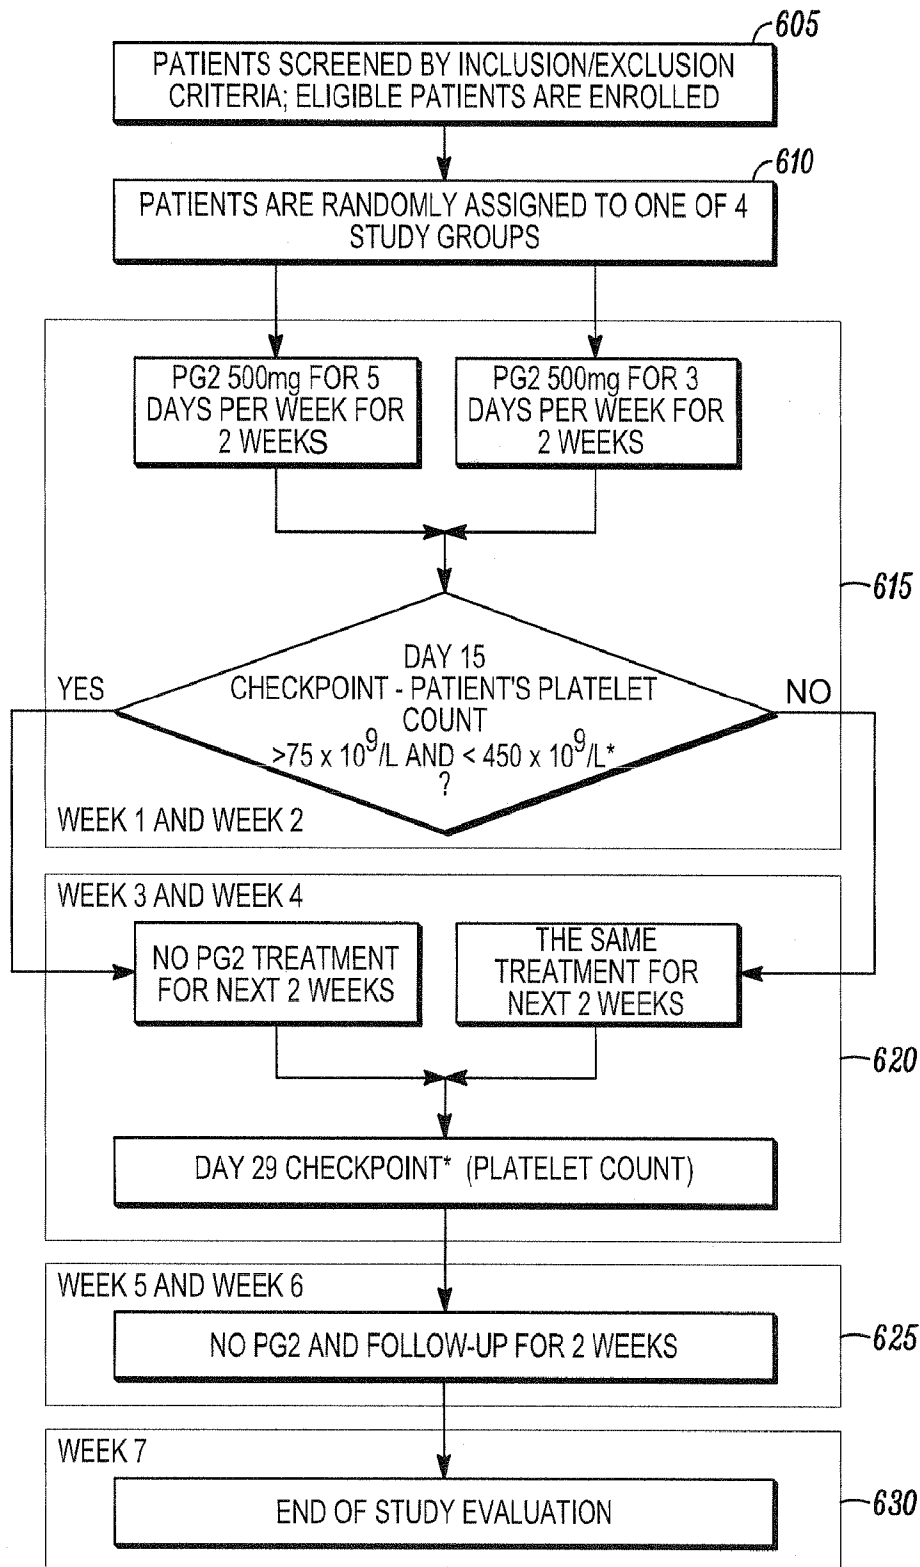 605
PATIENTS SCREENED BY INCLUSION/EXCLUSION
CRITERIA; ELIGIBLE PATIENTS ARE ENROLLED
610
PATIENTS ARE RANDOMLY ASSIGNED TO ONE OF 4
STUDY GROUPS
PG2 500mg FOR 5
DAYS PER WEEK FOR
2 WEEKS
PG2 500mg FOR 3
DAYS PER WEEK FOR
2 WEEKS
615
DAY 15
CHECKPOINT - PATIENT'S PLATELET
COUNT
>75 x 10⁹/L AND < 450 x 10⁹/L*
?
YES
NO
WEEK 1 AND WEEK 2
WEEK 3 AND WEEK 4
NO PG2 TREATMENT
FOR NEXT 2 WEEKS
THE SAME
TREATMENT FOR
NEXT 2 WEEKS
620
DAY 29 CHECKPOINT* (PLATELET COUNT)
WEEK 5 AND WEEK 6
NO PG2 AND FOLLOW-UP FOR 2 WEEKS
625
WEEK 7
END OF STUDY EVALUATION
630